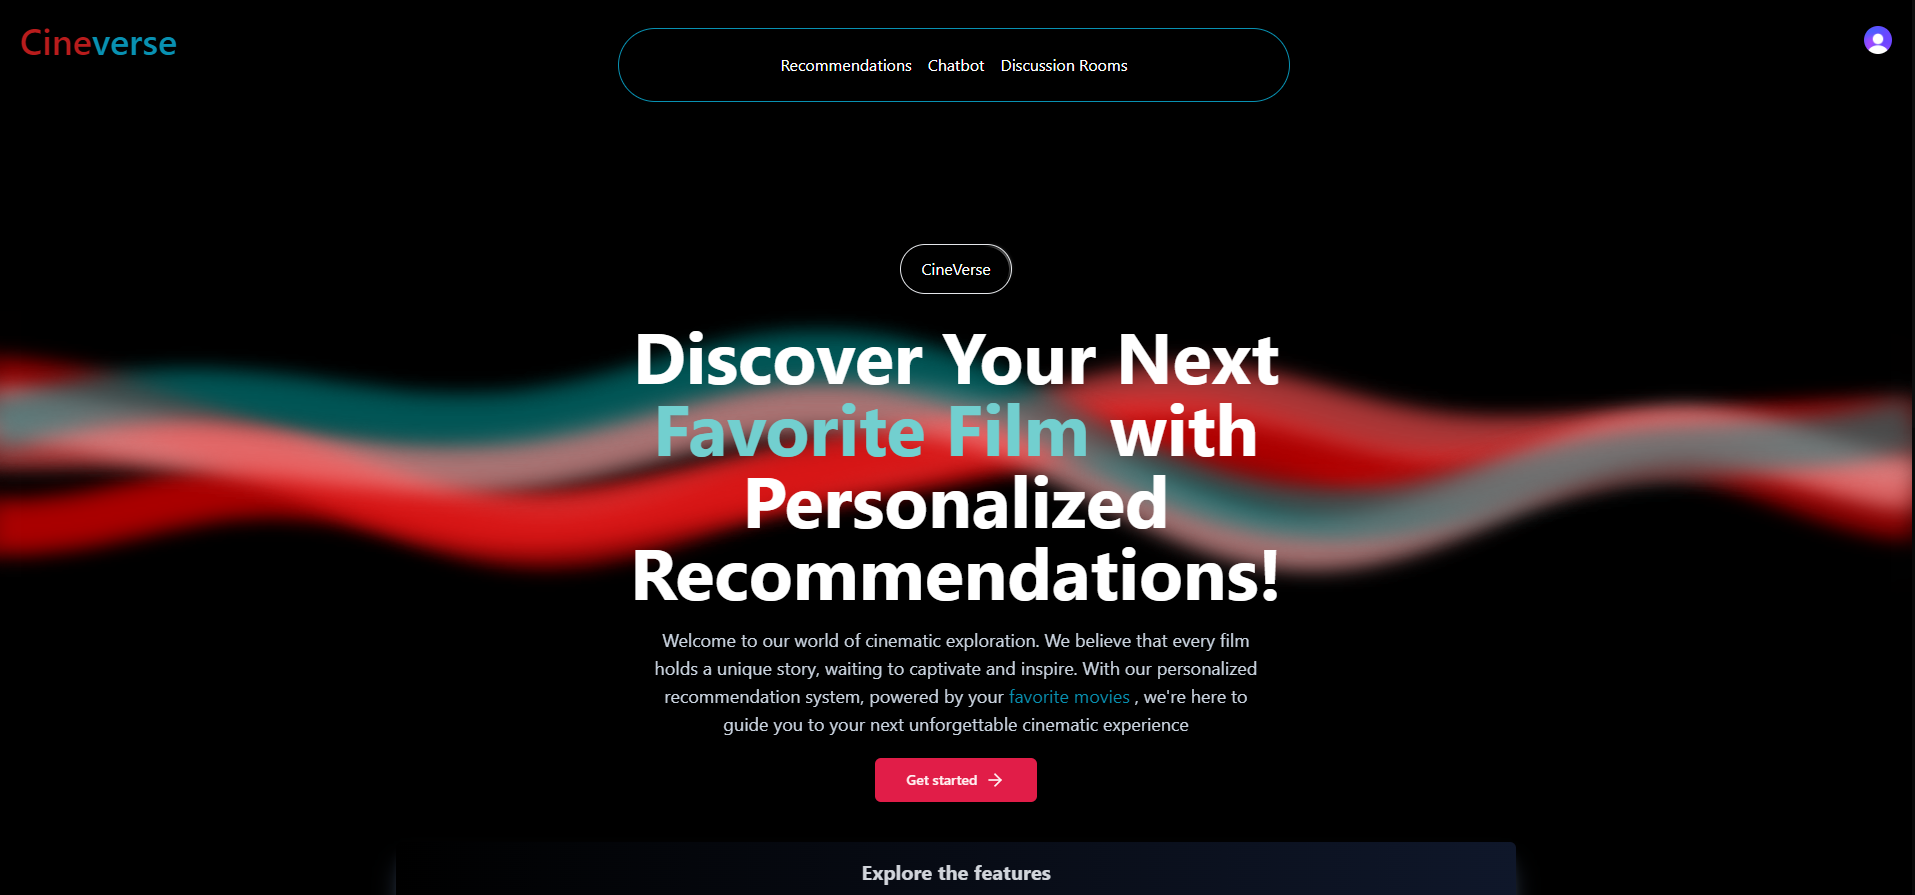 Cineverse
Recommendations Chatbot Discussion Rooms
CineVerse
Discover Your Next
Favorite Film with
Personalized
Recommendations!
Welcome to our world of cinematic exploration. We believe that every film
holds a unique story, waiting to captivate and inspire. With our personalized
recommendation system, powered by your favorite movies , we're here to
guide you to your next unforgettable cinematic experience
Get started
Explore the features